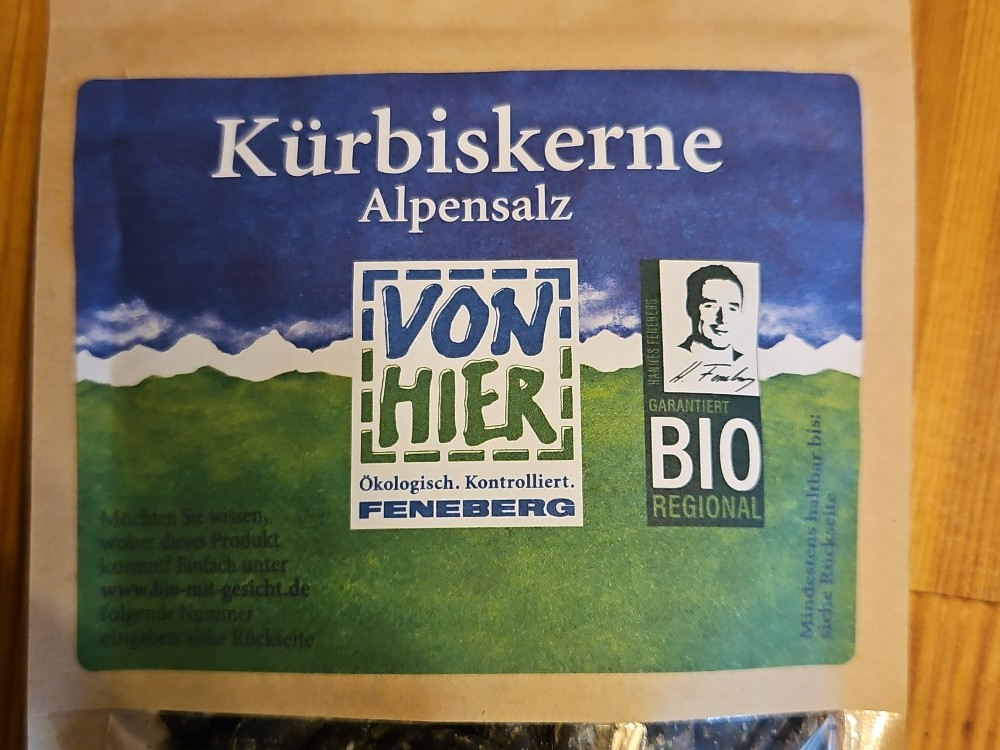 Kürbiskerne
Alpensalz
VON
HIER
Ökologisch. Kontrolliert.
FENEBERG
HANNES FENEBERG
H. Feneberg
GARANTIERT
BIO
REGIONAL
Möchten Sie wissen,
woher dieses Produkt
kommt? Einfach unter
www.bio-mit-gesicht.de
folgende Nummer
eingeben: siehe Rückseite
Mindestens haltbar bis:
siehe Rückseite